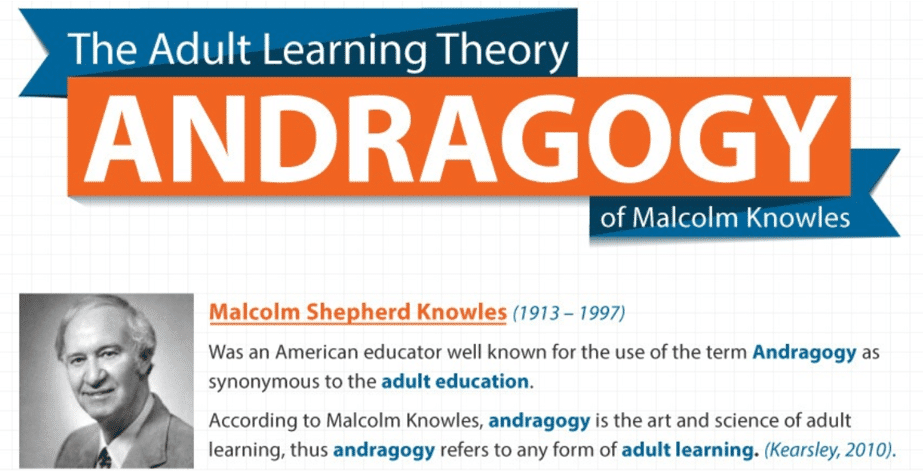 The Adult Learning Theory
ANDRAGOGY
of Malcolm Knowles
Malcolm Shepherd Knowles (1913 – 1997)
Was an American educator well known for the use of the term Andragogy as
synonymous to the adult education.
According to Malcolm Knowles, andragogy is the art and science of adult
learning, thus andragogy refers to any form of adult learning. (Kearsley, 2010).